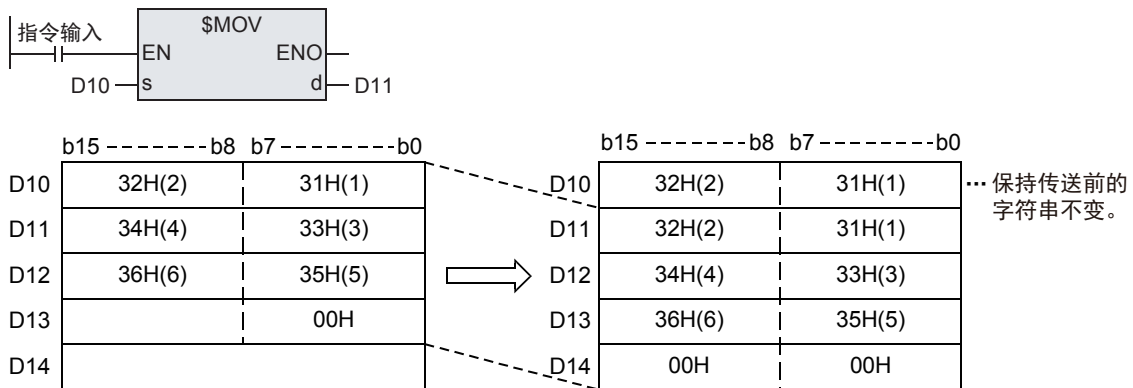 指令输入
$MOV
EN ENO
D10 s d D11
b15 -------b8 b7---------b0 b15 -------b8 b7---------b0
D10 32H(2) 31H(1) D10 32H(2) 31H(1) ··· 保持传送前的
字符串不变。
D11 34H(4) 33H(3) D11 32H(2) 31H(1)
D12 36H(6) 35H(5) D12 34H(4) 33H(3)
D13 00H D13 36H(6) 35H(5)
D14 D14 00H 00H